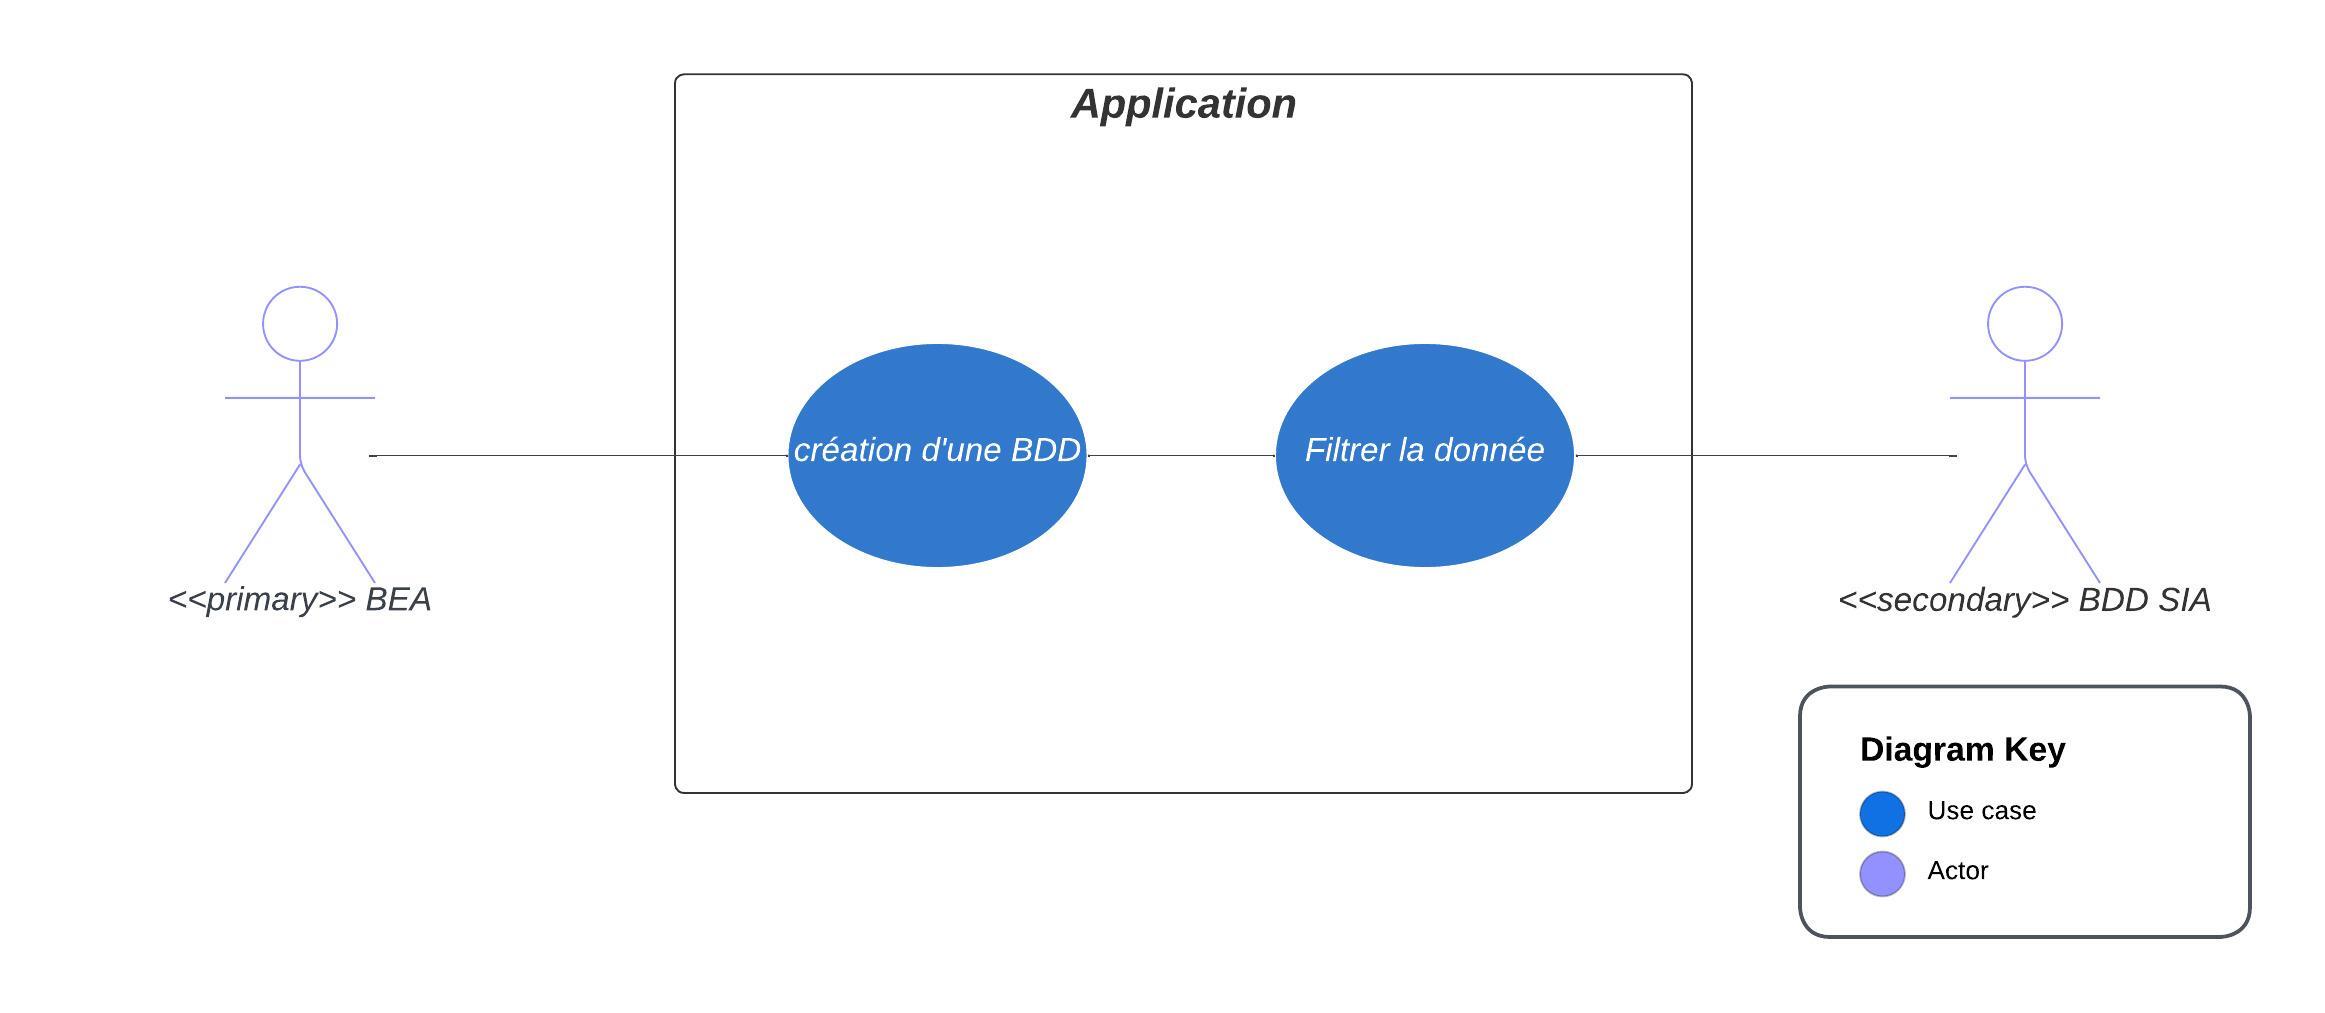 Application
création d'une BDD
Filtrer la donnée
<<primary>> BEA
<<secondary>> BDD SIA
Diagram Key
Use case
Actor